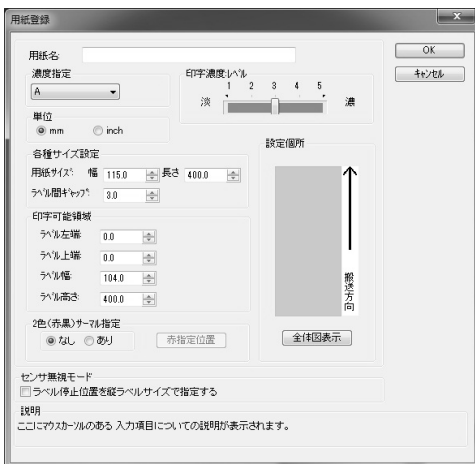 用紙登録
用紙名:
OK
キャンセル
濃度指定
A
印字濃度レベル
1 2 3 4 5
淡 濃
単位
mm inch
設定個所
各種サイズ設定
用紙サイズ: 幅 115.0 長さ 400.0
ラベル間ギャップ: 3.0
印字可能領域
ラベル左端: 0.0
ラベル上端: 0.0
ラベル幅: 104.0
ラベル高さ: 400.0
搬送方向
2色(赤黒)サーマル指定
なし あり 赤指定位置
全体図表示
センサ無視モード
ラベル停止位置を縦ラベルサイズで指定する
説明
ここにマウスカーソルのある 入力項目についての説明が表示されます。